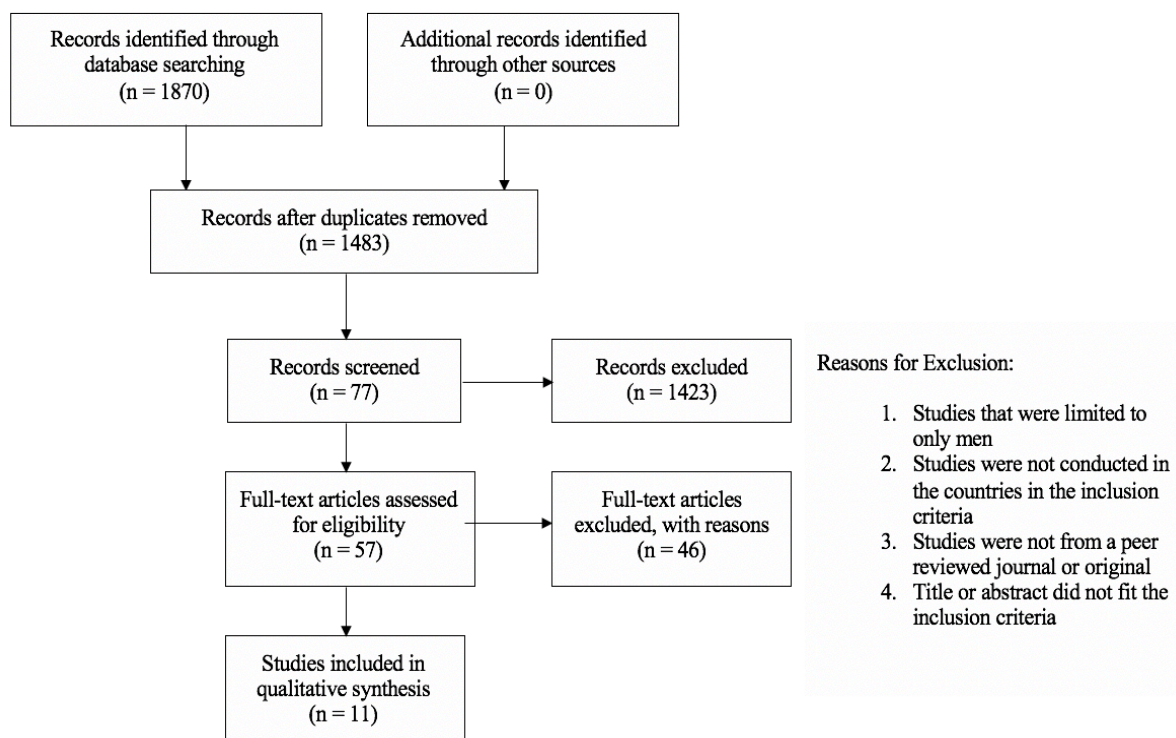 Records identified through
database searching
(n = 1870)
Additional records identified
through other sources
(n = 0)
Records after duplicates removed
(n = 1483)
Records screened
(n = 77)
Records excluded
(n = 1423)
Full-text articles assessed
for eligibility
(n = 57)
Full-text articles
excluded, with reasons
(n = 46)
Studies included in
qualitative synthesis
(n = 11)
Reasons for Exclusion:
1. Studies that were limited to
only men
2. Studies were not conducted in
the countries in the inclusion
criteria
3. Studies were not from a peer
reviewed journal or original
4. Title or abstract did not fit the
inclusion criteria